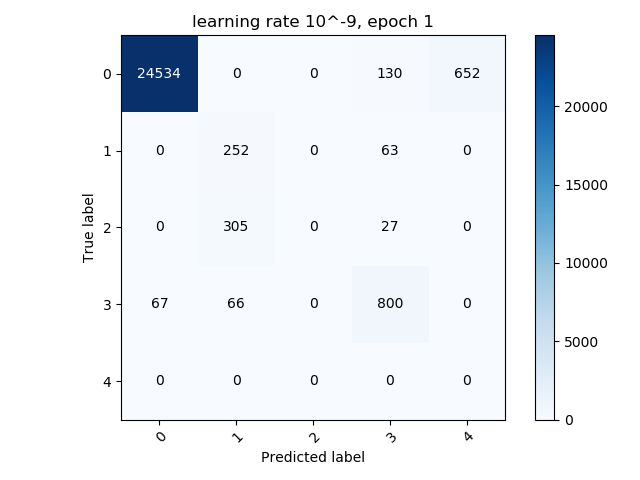 learning rate 10^-9, epoch 1
True label
0 24534 0 0 130 652
1 0 252 0 63 0
2 0 305 0 27 0
3 67 66 0 800 0
4 0 0 0 0 0
0 1 2 3 4
Predicted label
20000
15000
10000
5000
0